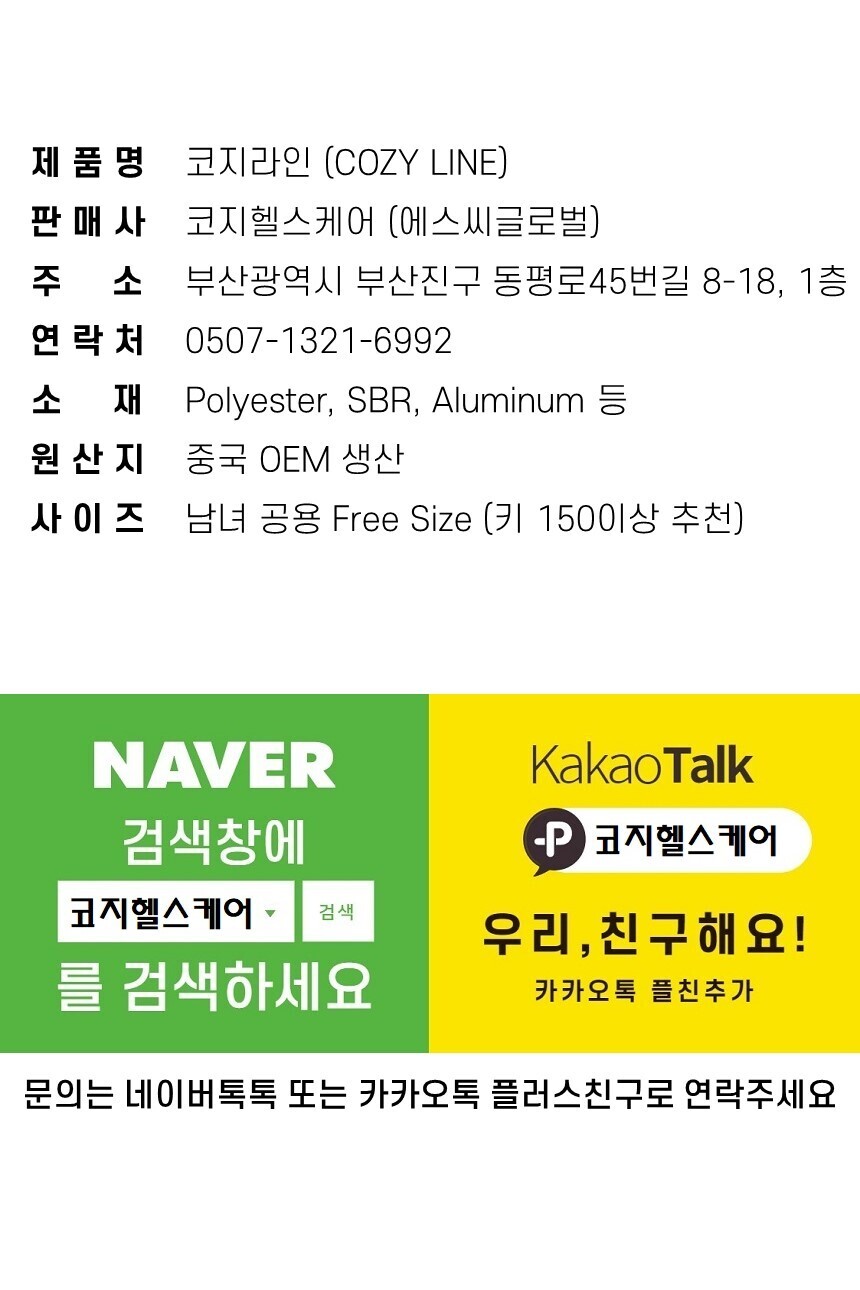 제품명 코지라인 (COZY LINE)
판매사 코지헬스케어 (에스씨글로벌)
주 소 부산광역시 부산진구 동평로45번길 8-18, 1층
연락처 0507-1321-6992
소 재 Polyester, SBR, Aluminum 등
원산지 중국 OEM 생산
사이즈 남녀 공용 Free Size (키 150이상 추천)
NAVER
검색창에
코지헬스케어 검색
를 검색하세요
KakaoTalk
P 코지헬스케어
우리,친구해요!
카카오톡 플친추가
문의는 네이버톡톡 또는 카카오톡 플러스친구로 연락주세요